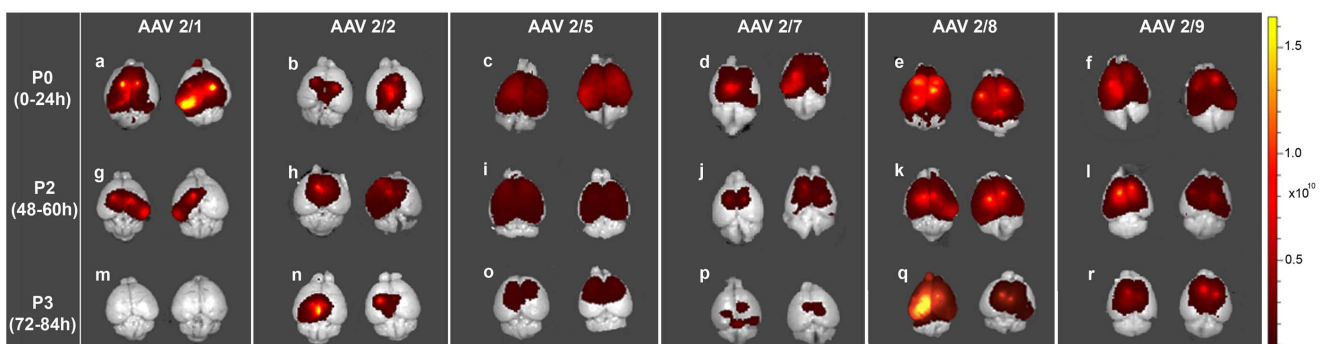 AAV 2/1 AAV 2/2 AAV 2/5 AAV 2/7 AAV 2/8 AAV 2/9
P0
(0-24h)
a b c d e f
P2
(48-60h)
g h i j k l
P3
(72-84h)
m n o p q r
1.5
1.0
x10¹⁰
0.5